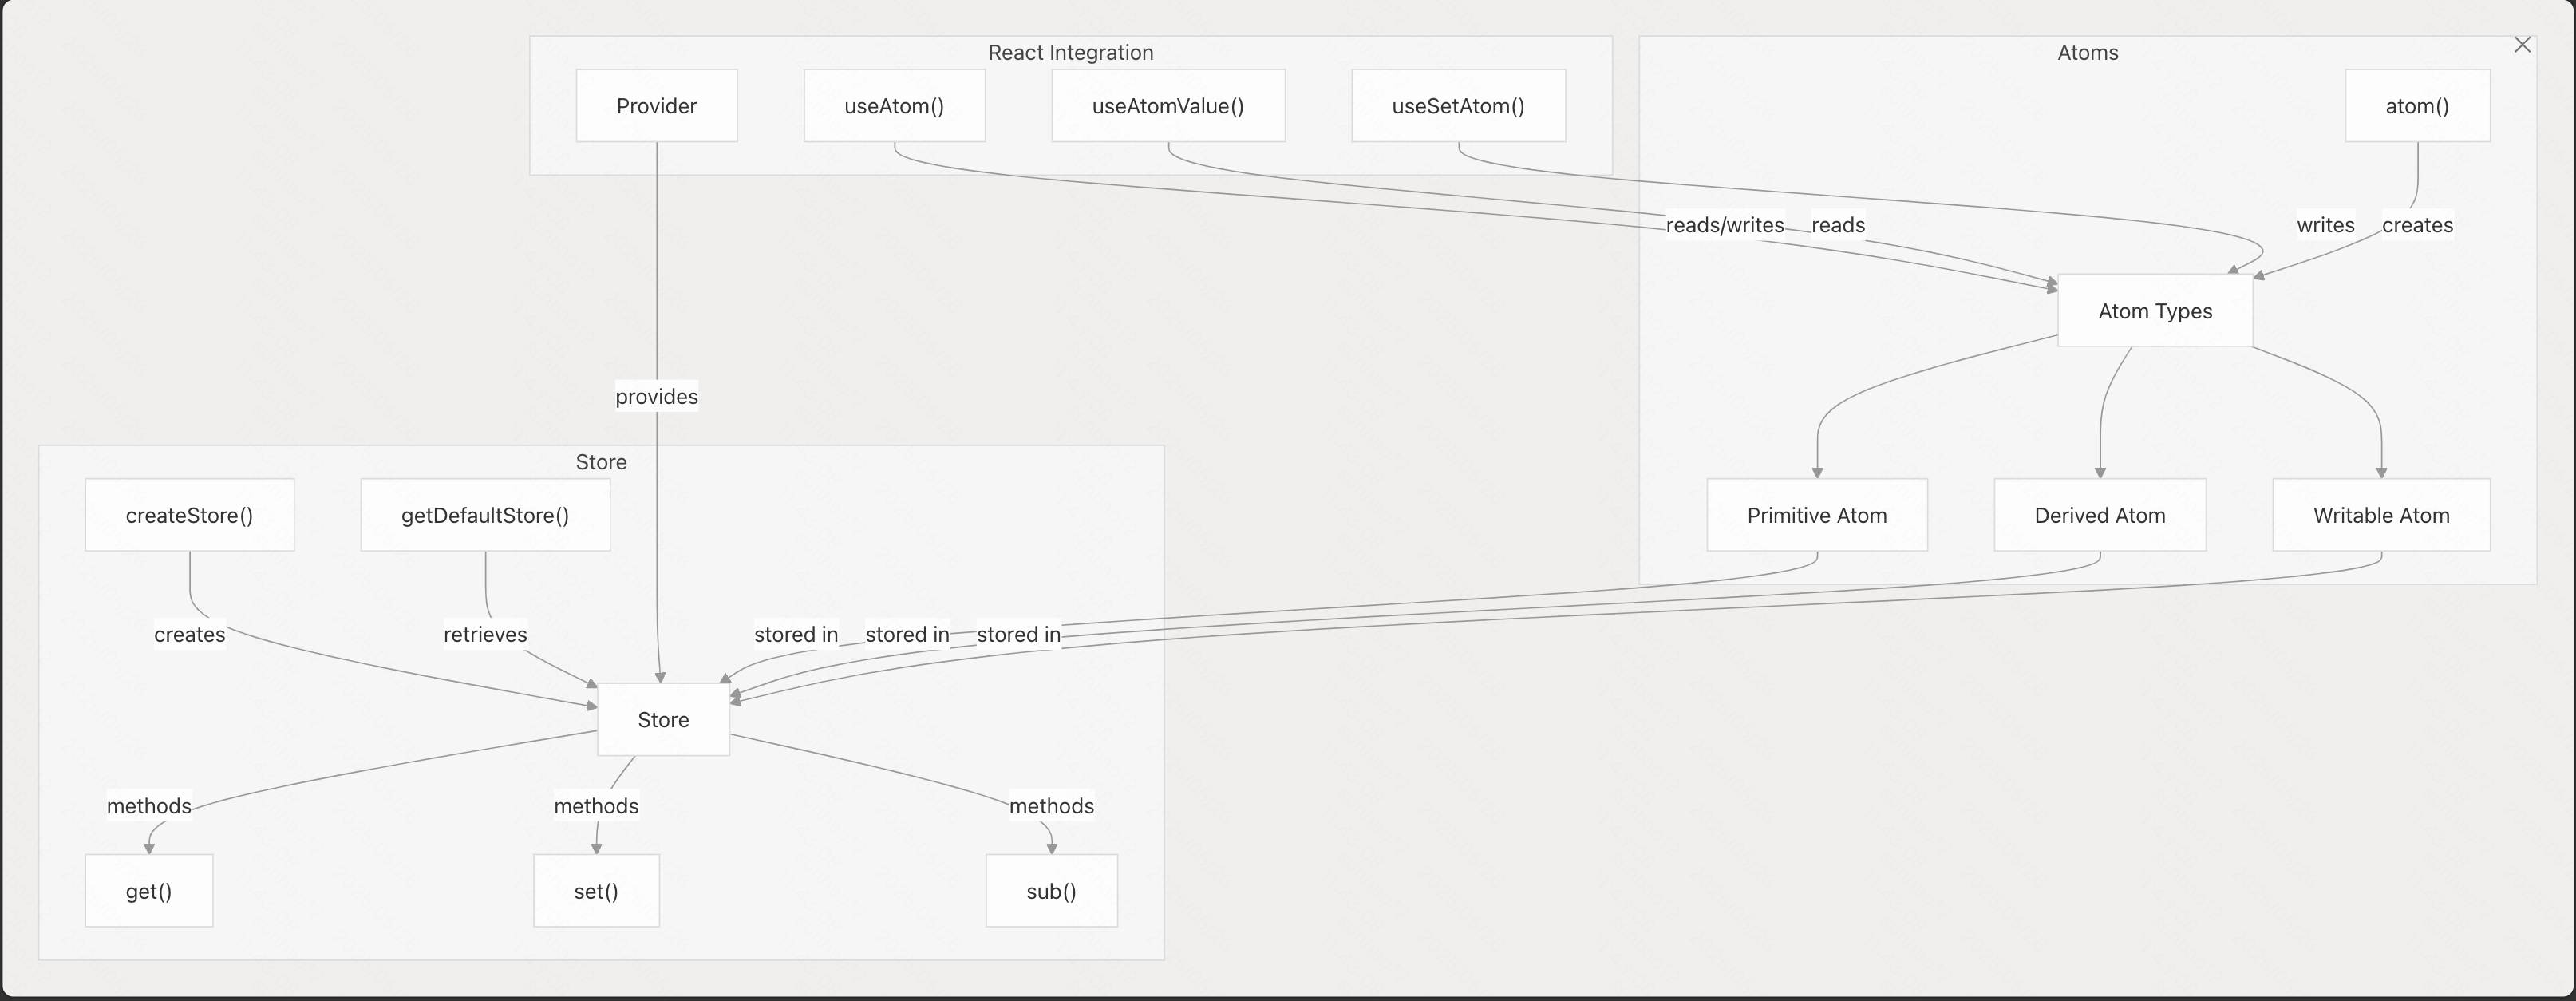 React Integration
Atoms
Provider
useAtom()
useAtomValue()
useSetAtom()
atom()
reads/writes
reads
writes
creates
Atom Types
provides
Store
createStore()
getDefaultStore()
Primitive Atom
Derived Atom
Writable Atom
creates
retrieves
stored in
stored in
stored in
Store
methods
methods
methods
get()
set()
sub()